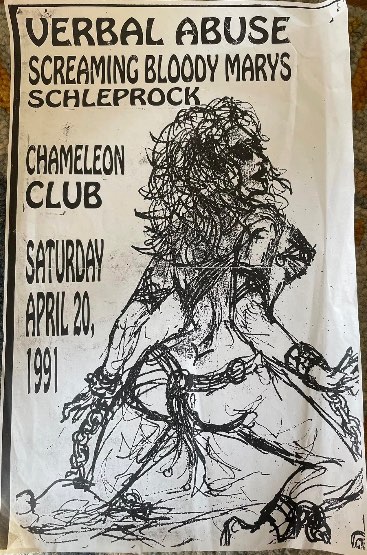 VERBAL ABUSE
SCREAMING BLOODY MARYS
SCHLEPROCK
CHAMELEON
CLUB
SATURDAY
APRIL 20,
1991